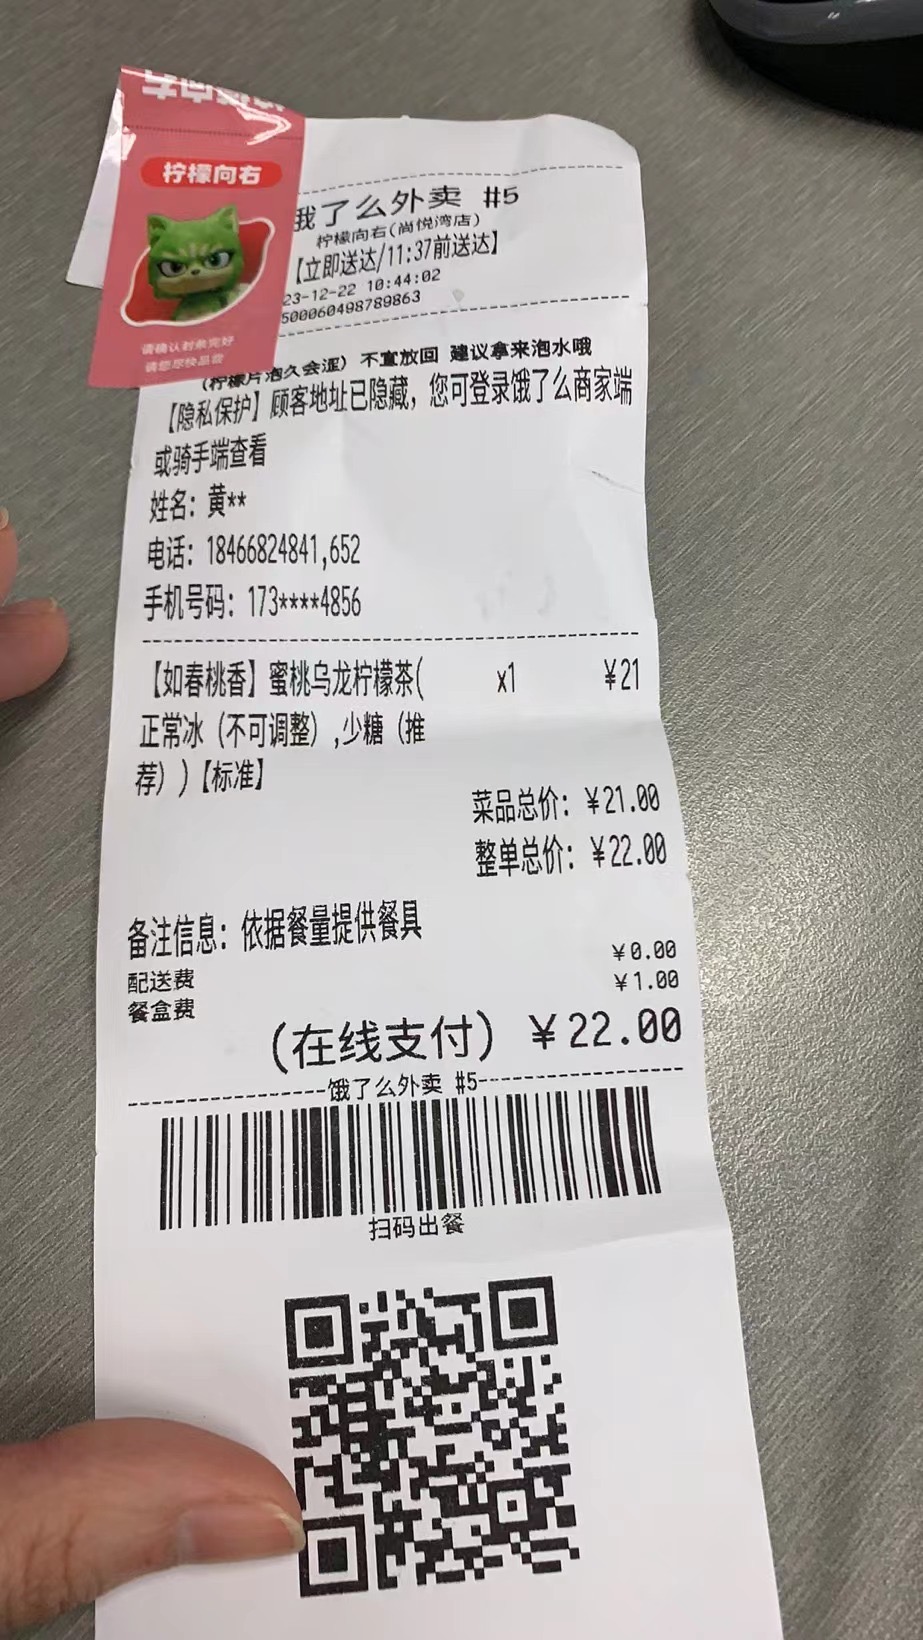 柠檬向右
柠檬向右
请确认封条完好
请您尽快品尝
饿了么外卖 #5
柠檬向右(尚悦湾店)
【立即送达/11:37前送达】
23-12-22 10:44:02
500060498789863
(柠檬片泡久会涩) 不宜放回 建议拿来泡水哦
【隐私保护】顾客地址已隐藏，您可登录饿了么商家端
或骑手端查看
姓名: 黄**
电话: 18466824841,652
手机号码: 173****4856
【如春桃香】蜜桃乌龙柠檬茶( x1 ￥21
正常冰（不可调整）,少糖（推
荐）)【标准】
菜品总价: ￥21.00
整单总价: ￥22.00
备注信息: 依据餐量提供餐具
配送费 ￥0.00
餐盒费 ￥1.00
(在线支付) ￥22.00
饿了么外卖 #5
扫码出餐